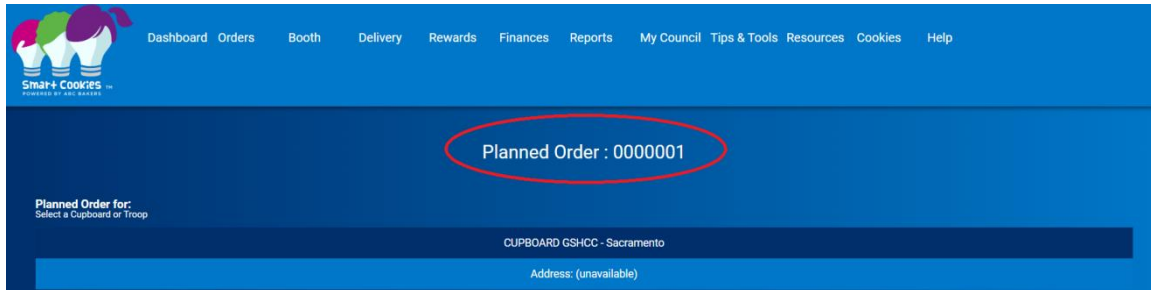 Dashboard Orders Booth Delivery Rewards Finances Reports My Council Tips & Tools Resources Cookies Help
Smart Cookies TM
POWERED BY ABC BAKERS
Planned Order : 0000001
Planned Order for:
Select a Cupboard or Troop
CUPBOARD GSHCC - Sacramento
Address: (unavailable)